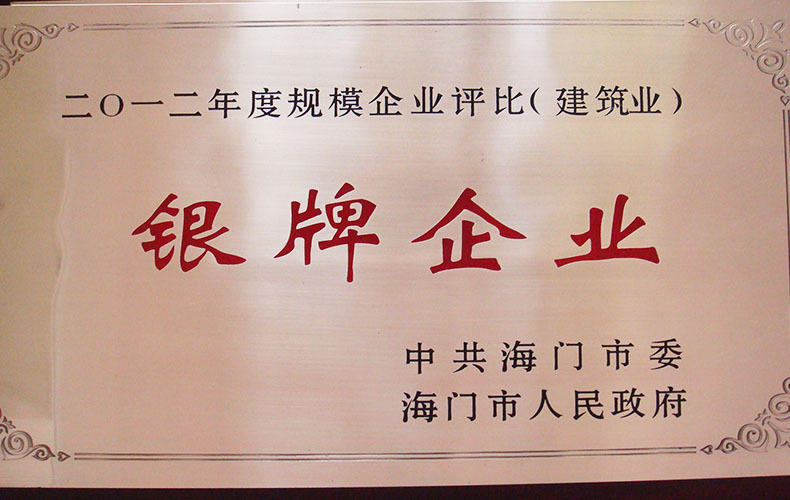 二〇一二年度规模企业评比（建筑业）
银牌企业
中共海门市委
海门市人民政府